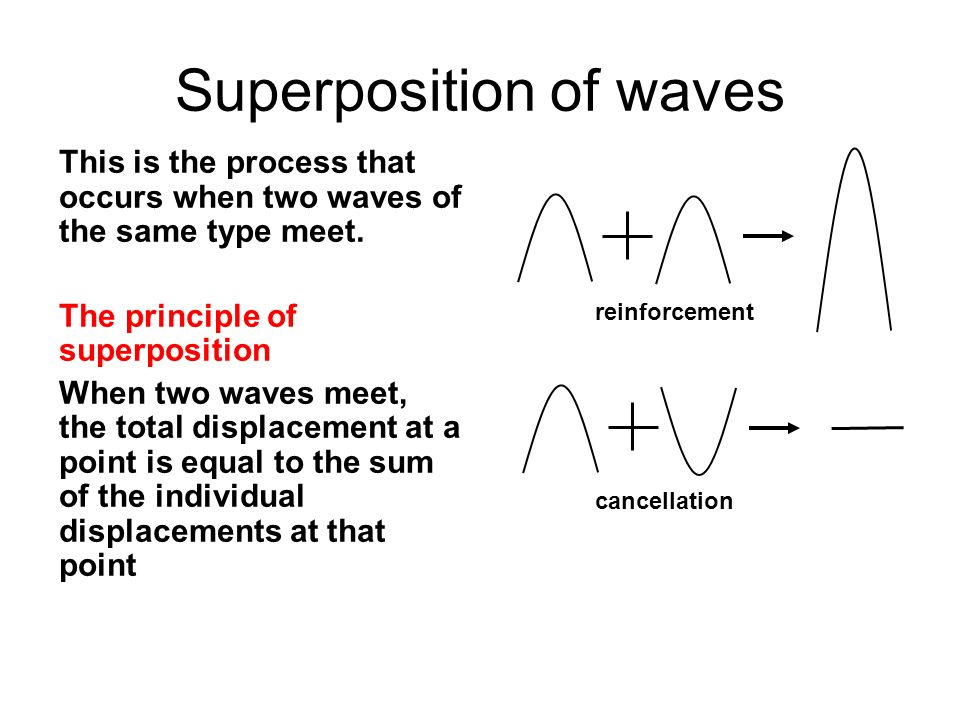 Superposition of waves
This is the process that
occurs when two waves of
the same type meet.
The principle of
superposition
When two waves meet,
the total displacement at a
point is equal to the sum
of the individual
displacements at that
point
reinforcement
cancellation